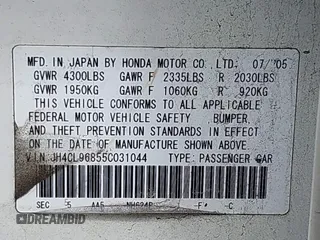 MFD. IN JAPAN BY HONDA MOTOR CO., LTD. 07/'05
GVWR 4300LBS GAWR F 2335LBS R 2030LBS
GVWR 1950KG GAWR F 1060KG R 920KG
THIS VEHICLE CONFORMS TO ALL APPLICABLE
FEDERAL MOTOR VEHICLE SAFETY, BUMPER,
AND THEFT PREVENTION STANDARDS IN EFFECT
ON THE DATE OF MANUFACTURE SHOWN ABOVE.
V.I.N. JH4CL96855C031044 TYPE: PASSENGER CAR
SEC 5 F C
DREAMBID